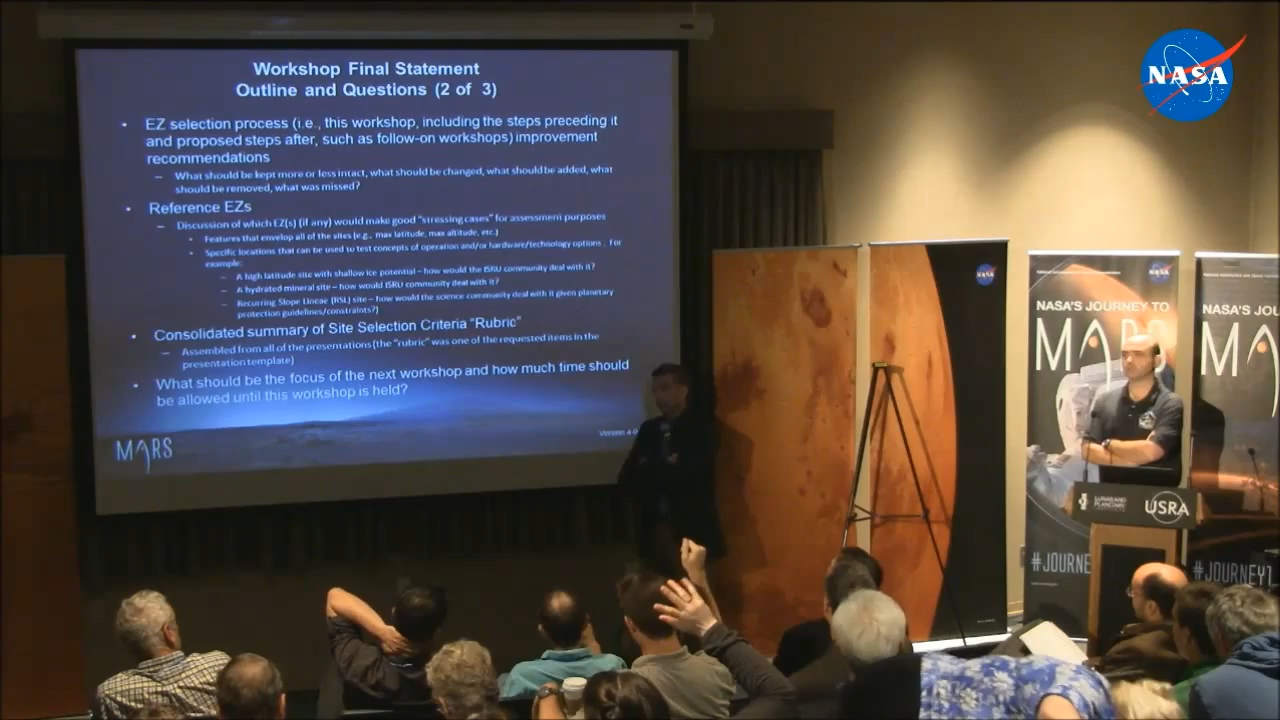 Workshop Final Statement
Outline and Questions (2 of 3)
• EZ selection process (i.e., this workshop, including the steps preceding it
and proposed steps after, such as follow-on workshops) improvement
recommendations
– What should be kept more or less intact, what should be changed, what should be added, what
should be removed, what was missed?
• Reference EZs
– Discussion of which EZ(s) (if any) would make good "stressing cases" for assessment purposes
• Features that envelop all of the sites (e.g., max latitude, max altitude, etc.)
• Specific locations that can be used to test concepts of operation and/or hardware/technology options. For
example:
– A high latitude site with shallow ice potential – how would the ISRU community deal with it?
– A hydrated mineral site – how would ISRU community deal with it?
– Recurring Slope Lineae (RSL) site – how would the science community deal with it given planetary
protection guidelines/constraints?)
• Consolidated summary of Site Selection Criteria "Rubric"
– Assembled from all of the presentations (the "rubric" was one of the requested items in the
presentation template)
• What should be the focus of the next workshop and how much time should
be allowed until this workshop is held?
MARS
NASA
NASA
NASA
NASA'S JOURNEY TO
MARS
#JOURNE
NASA'S JOU
M
#JOURNEYT
USRA